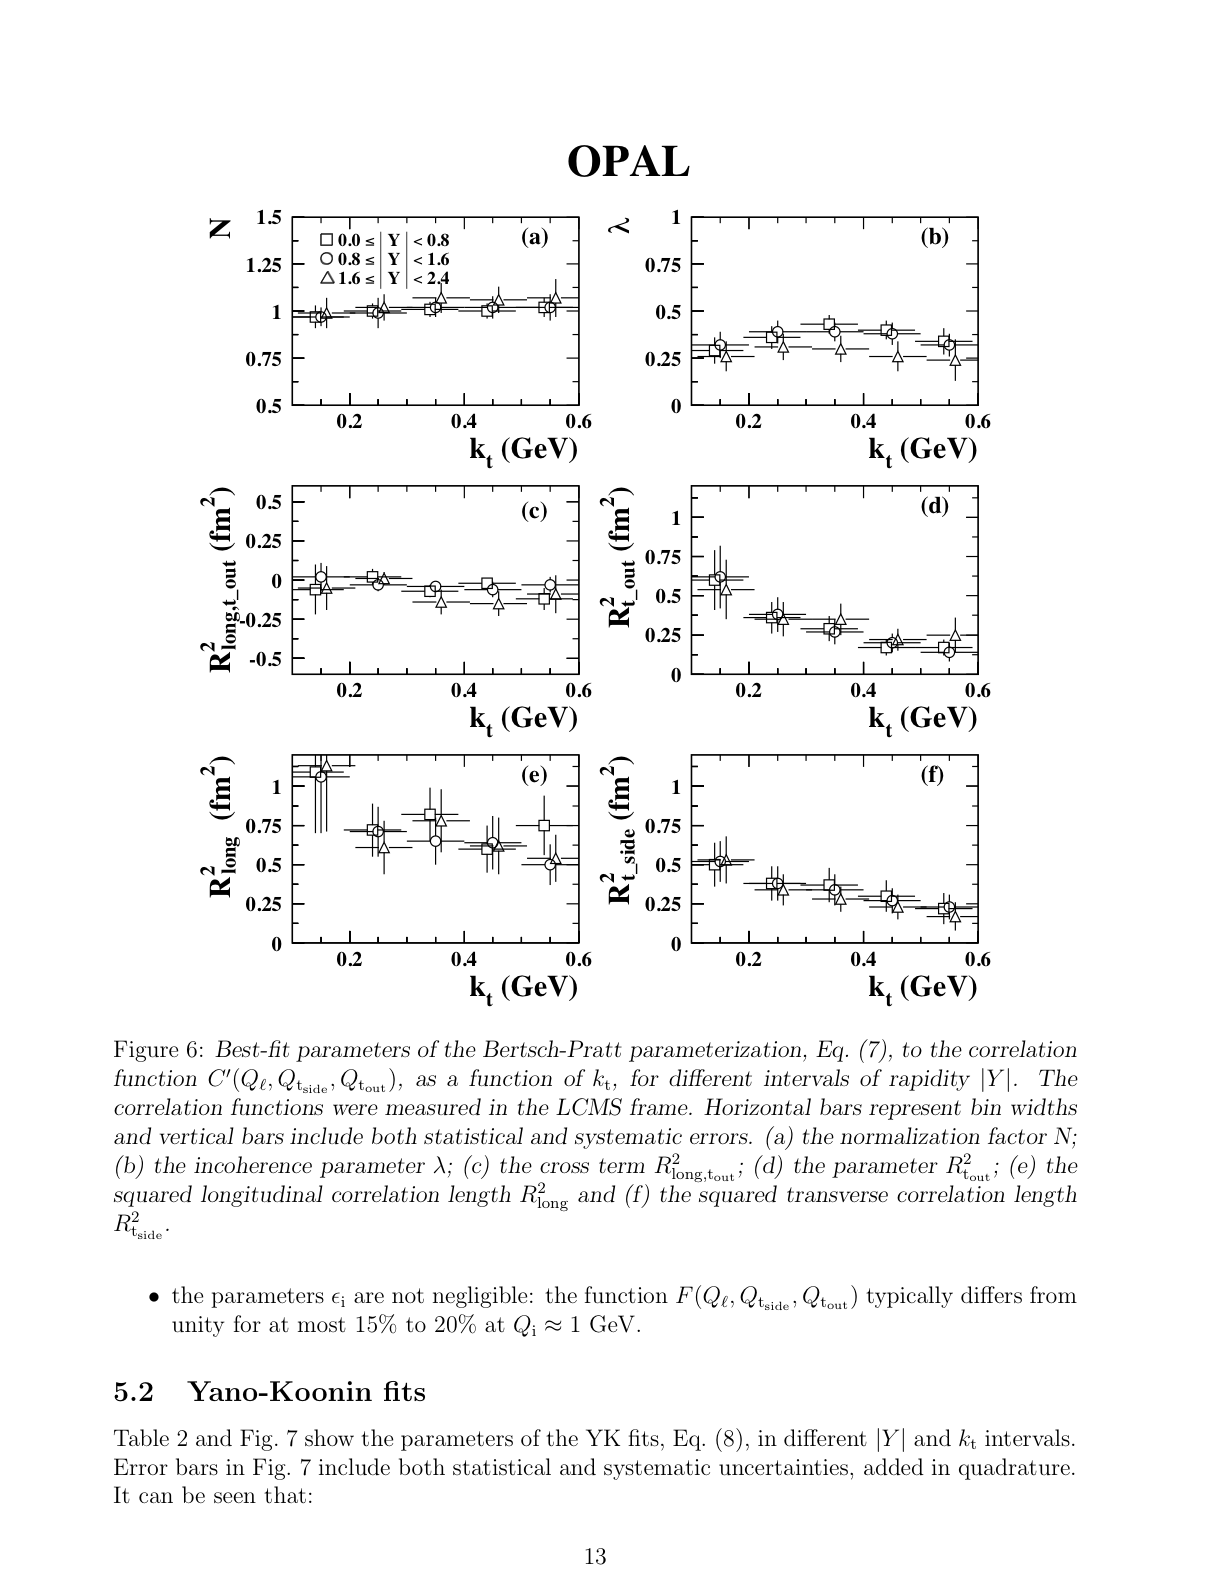 OPAL
N
1.5
1.25
1
0.75
0.5
0.0 ≤ | Y | < 0.8
0.8 ≤ | Y | < 1.6
1.6 ≤ | Y | < 2.4
(a)
0.2 0.4 0.6
k_t (GeV)
λ
1
0.75
0.5
0.25
0
(b)
0.2 0.4 0.6
k_t (GeV)
R²_long,t_out (fm²)
0.5
0.25
0
-0.25
-0.5
(c)
0.2 0.4 0.6
k_t (GeV)
R²_t_out (fm²)
1
0.75
0.5
0.25
0
(d)
0.2 0.4 0.6
k_t (GeV)
R²_long (fm²)
1
0.75
0.5
0.25
0
(e)
0.2 0.4 0.6
k_t (GeV)
R²_t_side (fm²)
1
0.75
0.5
0.25
0
(f)
0.2 0.4 0.6
k_t (GeV)
Figure 6: Best-fit parameters of the Bertsch-Pratt parameterization, Eq. (7), to the correlation
function C′(Q_ℓ, Q_t_side, Q_t_out), as a function of k_t, for different intervals of rapidity |Y|. The
correlation functions were measured in the LCMS frame. Horizontal bars represent bin widths
and vertical bars include both statistical and systematic errors. (a) the normalization factor N;
(b) the incoherence parameter λ; (c) the cross term R²_long,t_out; (d) the parameter R²_t_out; (e) the
squared longitudinal correlation length R²_long and (f) the squared transverse correlation length
R²_t_side.
• the parameters ϵ_i are not negligible: the function F(Q_ℓ, Q_t_side, Q_t_out) typically differs from
unity for at most 15% to 20% at Q_i ≈ 1 GeV.
5.2 Yano-Koonin fits
Table 2 and Fig. 7 show the parameters of the YK fits, Eq. (8), in different |Y| and k_t intervals.
Error bars in Fig. 7 include both statistical and systematic uncertainties, added in quadrature.
It can be seen that:
13